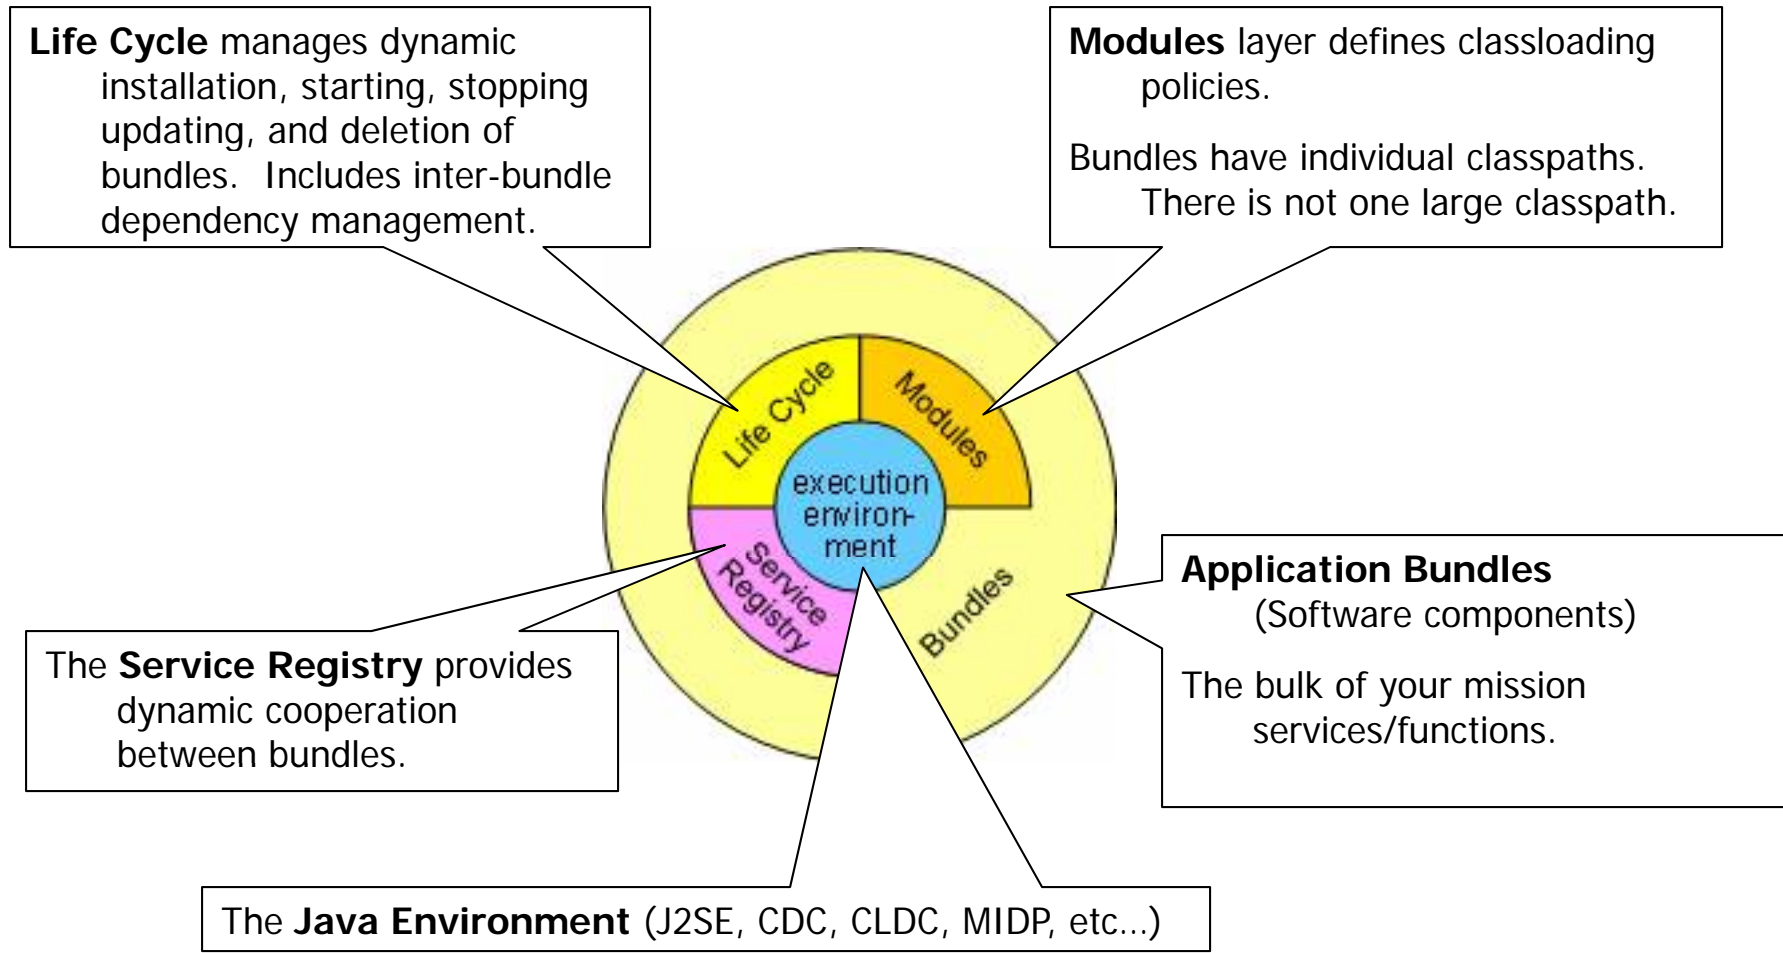 Life Cycle manages dynamic
installation, starting, stopping
updating, and deletion of
bundles.  Includes inter-bundle
dependency management.
Modules layer defines classloading
policies.
Bundles have individual classpaths.
There is not one large classpath.
Life Cycle
Modules
execution
environ-
ment
Service
Registry
Bundles
Application Bundles
(Software components)
The bulk of your mission
services/functions.
The Service Registry provides
dynamic cooperation
between bundles.
The Java Environment (J2SE, CDC, CLDC, MIDP, etc...)